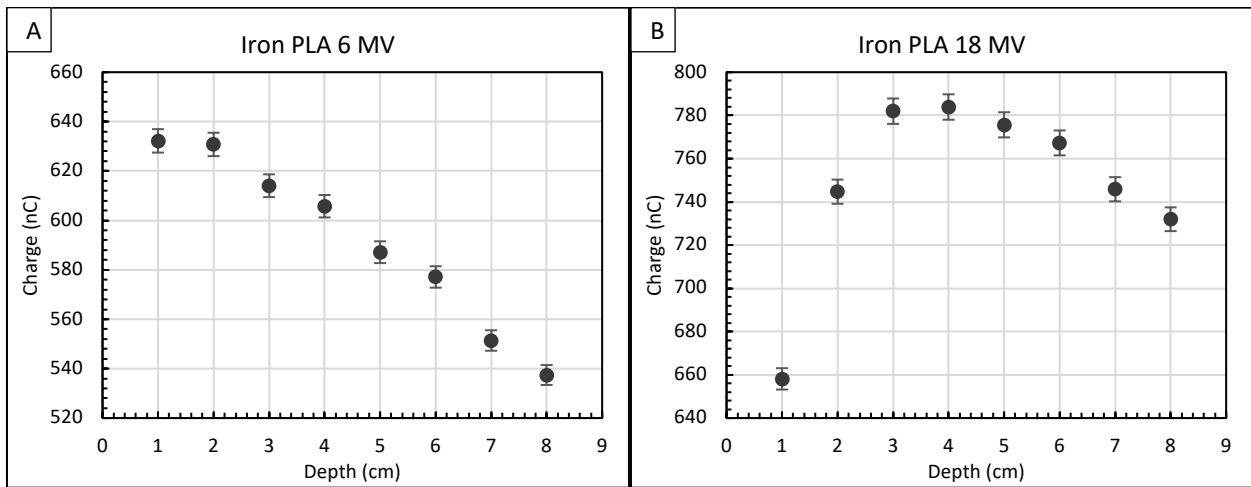 A
Iron PLA 6 MV
660
640
620
600
580
560
540
520
Charge (nC)
0 1 2 3 4 5 6 7 8 9
Depth (cm)
B
Iron PLA 18 MV
800
780
760
740
720
700
680
660
640
Charge (nC)
0 1 2 3 4 5 6 7 8 9
Depth (cm)